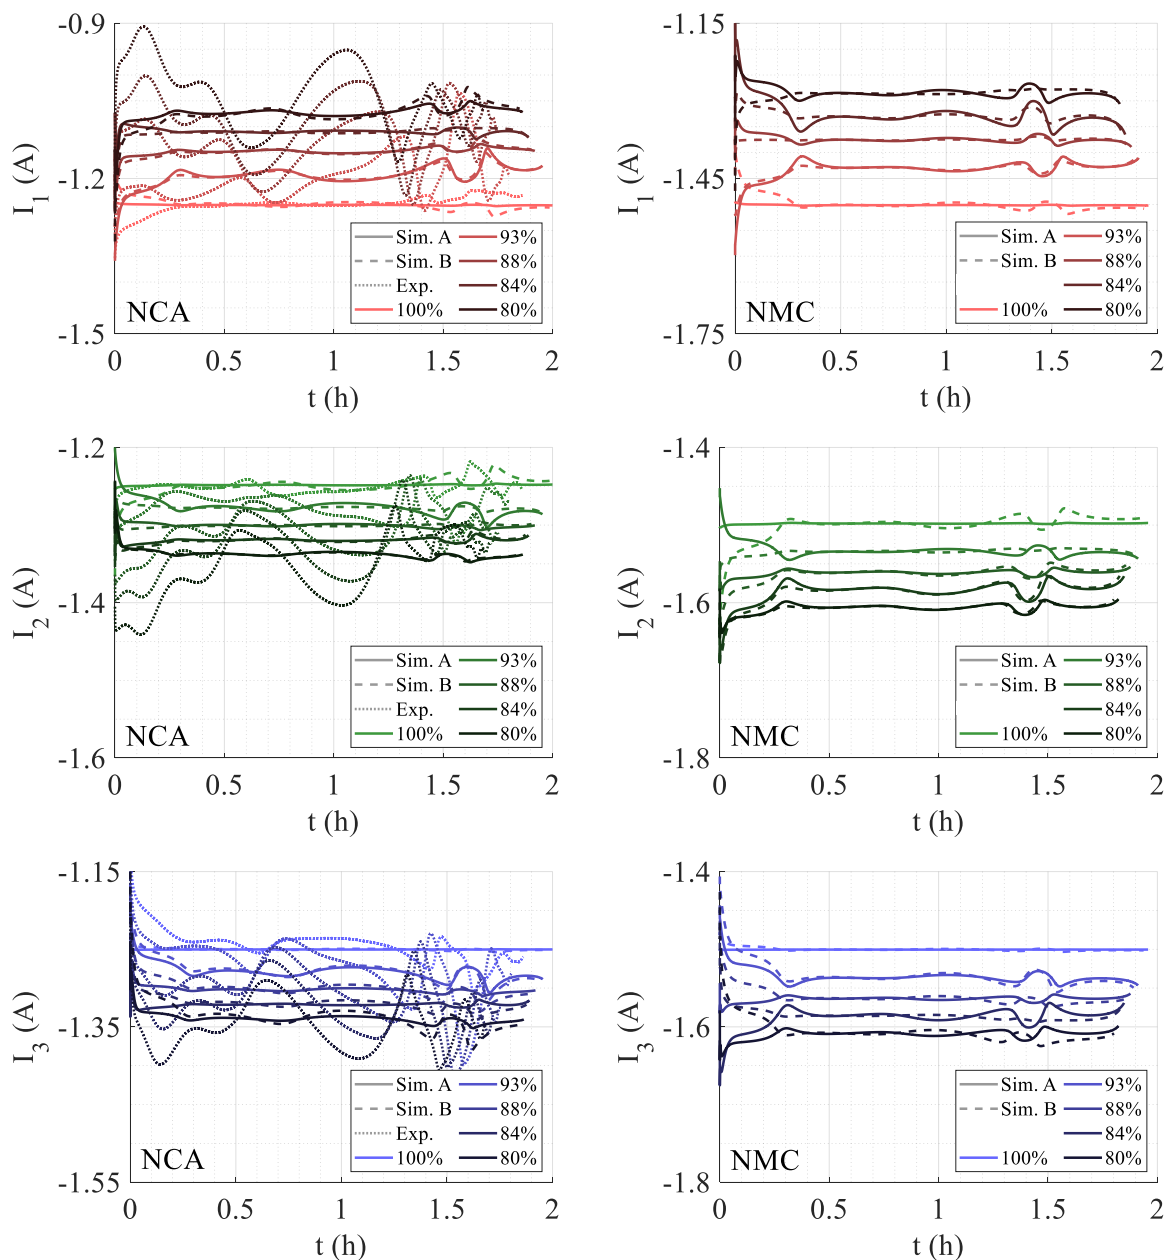 -0.9
-1.2
-1.5
I1 (A)
0 0.5 1 1.5 2
t (h)
NCA
Sim. A 93%
Sim. B 88%
Exp. 84%
100% 80%
-1.15
-1.45
-1.75
I1 (A)
0 0.5 1 1.5 2
t (h)
NMC
Sim. A 93%
Sim. B 88%
84%
100% 80%
-1.2
-1.4
-1.6
I2 (A)
0 0.5 1 1.5 2
t (h)
NCA
Sim. A 93%
Sim. B 88%
Exp. 84%
100% 80%
-1.4
-1.6
-1.8
I2 (A)
0 0.5 1 1.5 2
t (h)
NMC
Sim. A 93%
Sim. B 88%
84%
100% 80%
-1.15
-1.35
-1.55
I3 (A)
0 0.5 1 1.5 2
t (h)
NCA
Sim. A 93%
Sim. B 88%
Exp. 84%
100% 80%
-1.4
-1.6
-1.8
I3 (A)
0 0.5 1 1.5 2
t (h)
NMC
Sim. A 93%
Sim. B 88%
84%
100% 80%